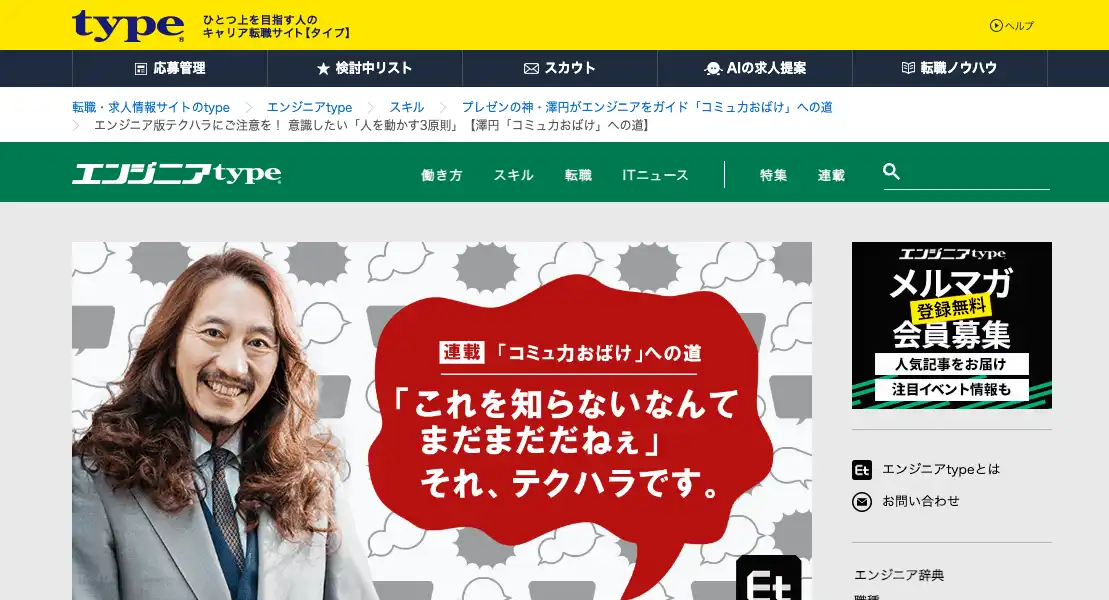 type
ひとつ上を目指す人の
キャリア転職サイト【タイプ】
ヘルプ
応募管理
検討中リスト
スカウト
AIの求人提案
転職ノウハウ
転職・求人情報サイトのtype
エンジニアtype
スキル
プレゼンの神・澤円がエンジニアをガイド「コミュ力おばけ」への道
エンジニア版テクハラにご注意を！ 意識したい「人を動かす3原則」【澤円「コミュ力おばけ」への道】
エンジニアtype
働き方
スキル
転職
ITニュース
特集
連載
連載 「コミュ力おばけ」への道
「これを知らないなんて
まだまだだねぇ」
それ、テクハラです。
Et
エンジニアtype
メルマガ
登録無料
会員募集
人気記事をお届け
注目イベント情報も
Et エンジニアtypeとは
お問い合わせ
エンジニア辞典
職種